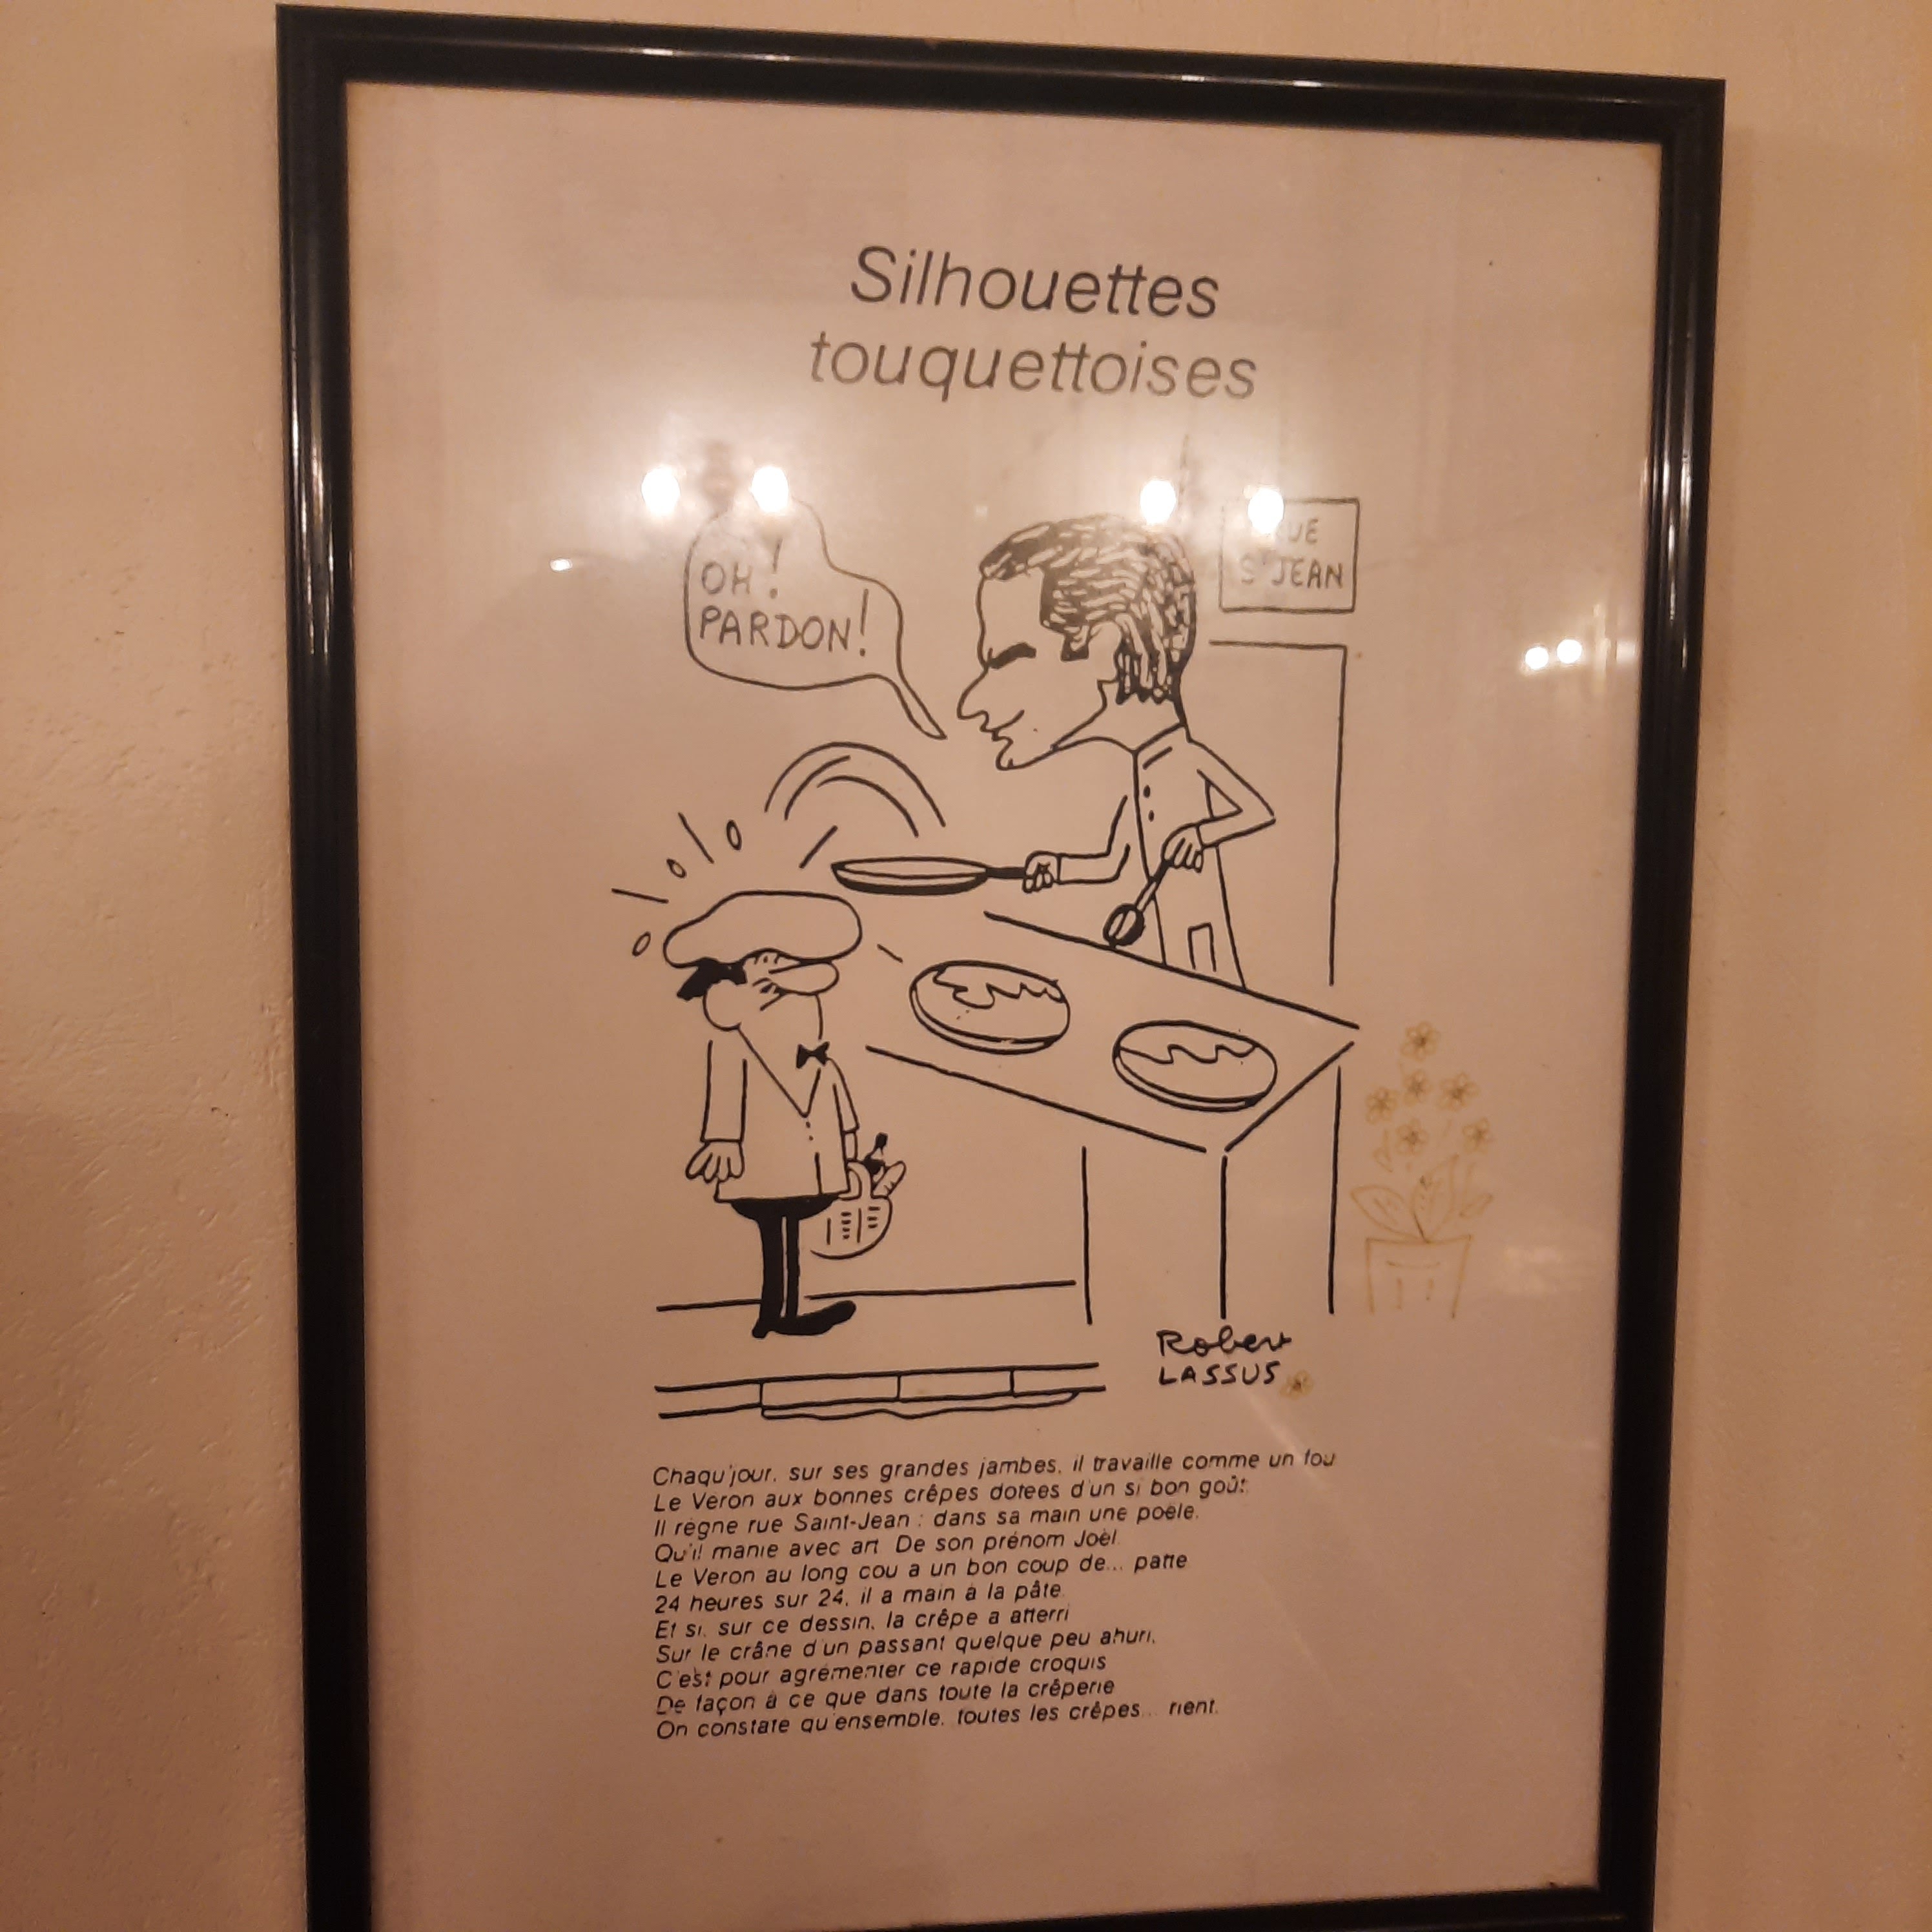 Silhouettes
touquettoises
OH!
PARDON!
RUE
ST JEAN
Robert
LASSUS
Chaqu'jour, sur ses grandes jambes, il travaille comme un fou
Le Véron aux bonnes crêpes dotées d'un si bon goût.
Il règne rue Saint-Jean : dans sa main une poêle.
Qu'il manie avec art. De son prénom Joël.
Le Veron au long cou a un bon coup de... patte
24 heures sur 24, il a main à la pâte.
Et si, sur ce dessin, la crêpe a atterri
Sur le crâne d'un passant quelque peu ahuri,
C'est pour agrémenter ce rapide croquis
De façon à ce que dans toute la crêperie
On constate qu'ensemble, toutes les crêpes... rient.